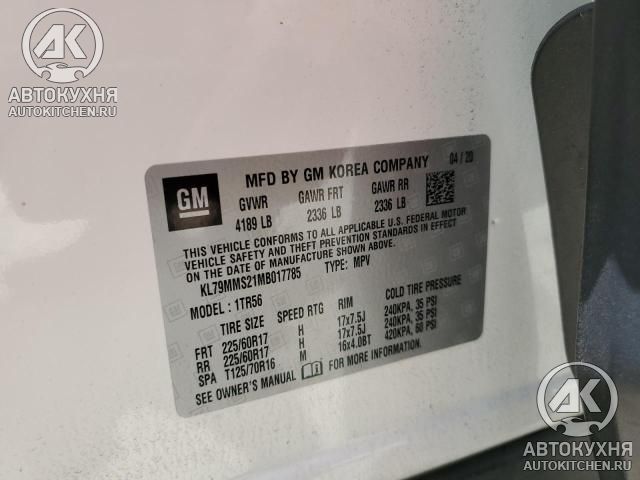 AK
АВТОКУХНЯ
AUTOKITCHEN.RU
GM
MFD BY GM KOREA COMPANY 04 / 20
GVWR GAWR FRT GAWR RR
4189 LB 2336 LB 2336 LB
THIS VEHICLE CONFORMS TO ALL APPLICABLE U.S. FEDERAL MOTOR
VEHICLE SAFETY AND THEFT PREVENTION STANDARDS IN EFFECT
ON THE DATE OF MANUFACTURE SHOWN ABOVE.
KL79MMS21MB017785 TYPE: MPV
MODEL : 1TR56
TIRE SIZE SPEED RTG RIM COLD TIRE PRESSURE
FRT 225/60R17 H 17x7.5J 240KPA, 35 PSI
RR 225/60R17 H 17x7.5J 240KPA, 35 PSI
SPA T125/70R16 M 16x4.0BT 420KPA, 60 PSI
SEE OWNER'S MANUAL FOR MORE INFORMATION.
AK
АВТОКУХНЯ
AUTOKITCHEN.RU